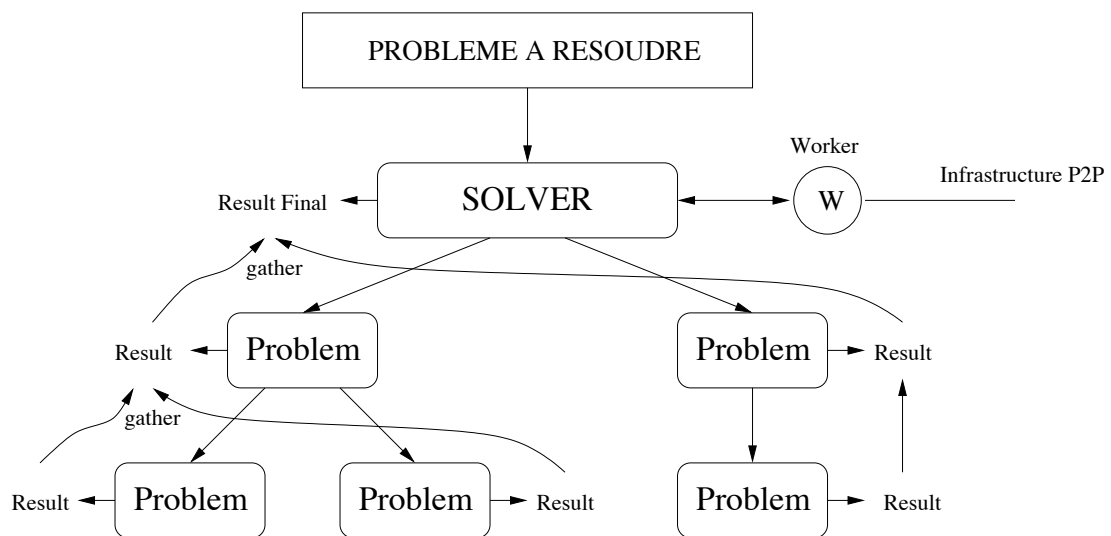 PROBLEME A RESOUDRE
Worker
Infrastructure P2P
Result Final
SOLVER
W
gather
Result
Problem
Problem
Result
gather
Result
Problem
Problem
Result
Problem
Result